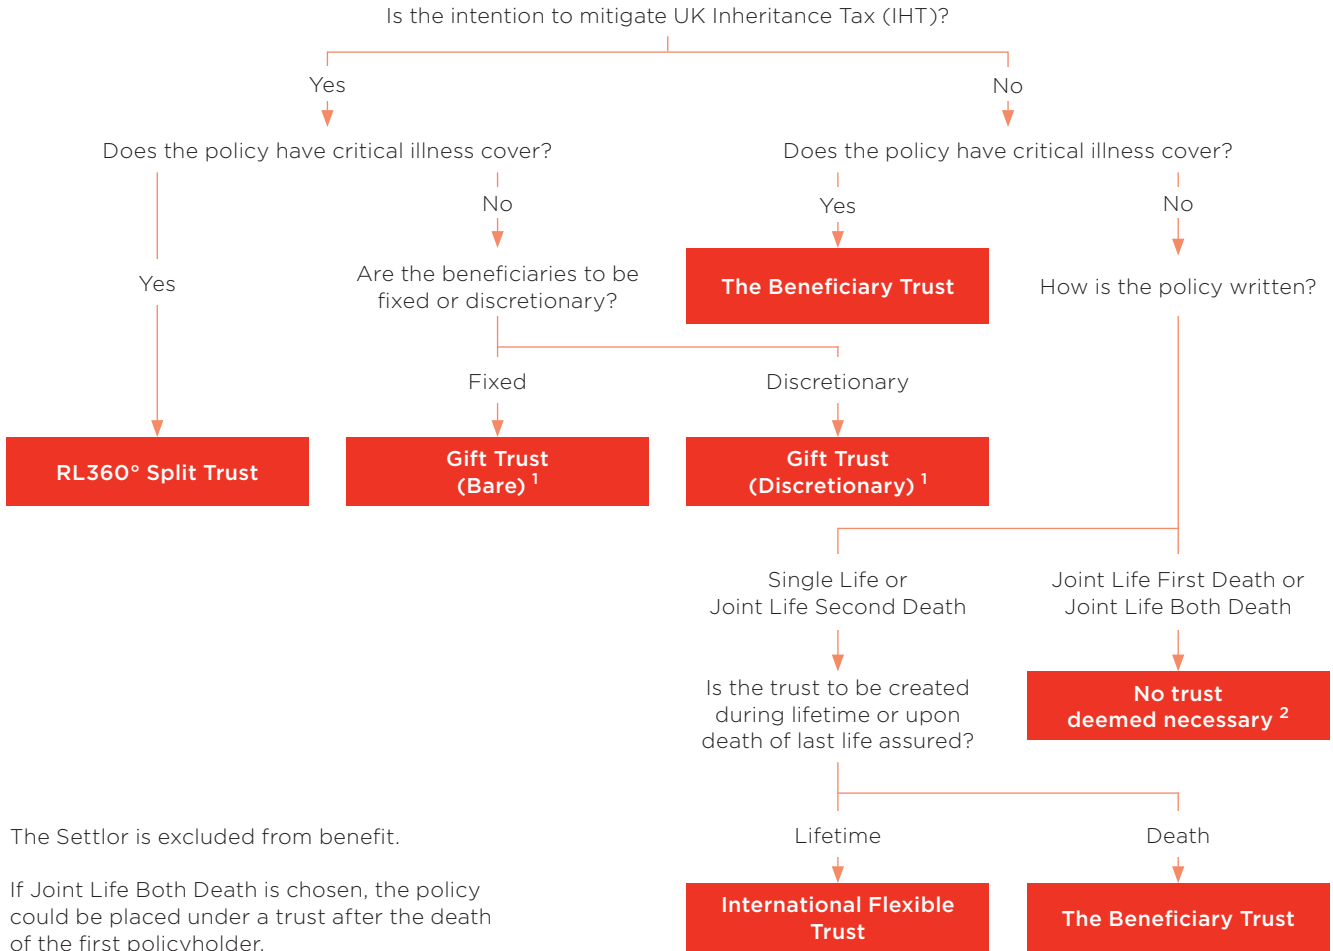 Is the intention to mitigate UK Inheritance Tax (IHT)?
Yes
No
Does the policy have critical illness cover?
Does the policy have critical illness cover?
No
Yes
No
Yes
Are the beneficiaries to be
fixed or discretionary?
The Beneficiary Trust
How is the policy written?
Fixed
Discretionary
RL360° Split Trust
Gift Trust
(Bare) 1
Gift Trust
(Discretionary) 1
Single Life or
Joint Life Second Death
Joint Life First Death or
Joint Life Both Death
Is the trust to be created
during lifetime or upon
death of last life assured?
No trust
deemed necessary 2
The Settlor is excluded from benefit.
Lifetime
Death
If Joint Life Both Death is chosen, the policy
could be placed under a trust after the death
of the first policyholder.
International Flexible
Trust
The Beneficiary Trust